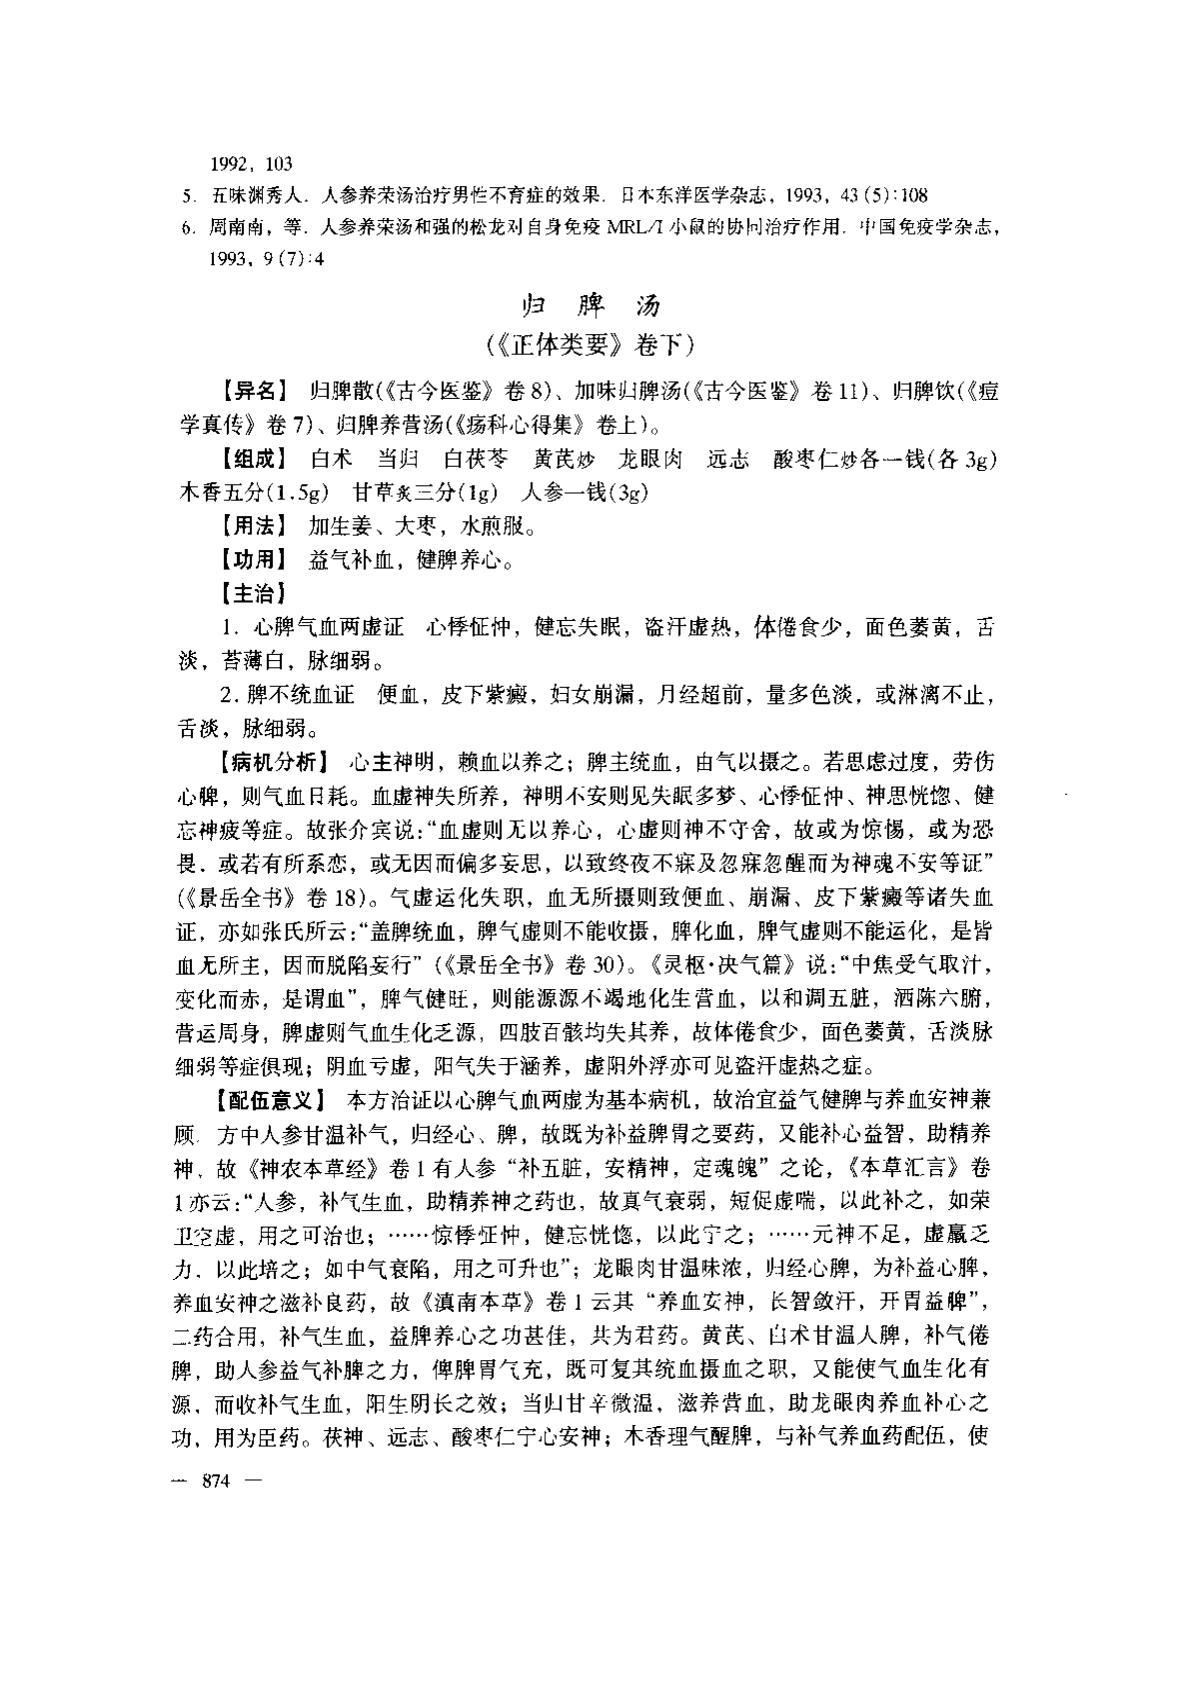 1992, 103
5. 五味渊秀人. 人参养荣汤治疗男性不育症的效果. 日本东洋医学杂志, 1993, 43 (5):108
6. 周南南, 等. 人参养荣汤和强的松龙对自身免疫 MRL/1 小鼠的协同治疗作用. 中国免疫学杂志,
1993, 9 (7):4
归 脾 汤
(《正体类要》卷下)
【异名】 归脾散(《古今医鉴》卷 8)、加味归脾汤(《古今医鉴》卷 11)、归脾饮(《痘
学真传》卷 7)、归脾养营汤(《疡科心得集》卷上)。
【组成】 白术 当归 白茯苓 黄芪炒 龙眼肉 远志 酸枣仁炒各一钱(各 3g)
木香五分(1.5g) 甘草炙三分(1g) 人参一钱(3g)
【用法】 加生姜、大枣，水煎服。
【功用】 益气补血，健脾养心。
【主治】
1. 心脾气血两虚证 心悸怔忡，健忘失眠，盗汗虚热，体倦食少，面色萎黄，舌
淡，苔薄白，脉细弱。
2. 脾不统血证 便血，皮下紫癜，妇女崩漏，月经超前，量多色淡，或淋漓不止，
舌淡，脉细弱。
【病机分析】 心主神明，赖血以养之；脾主统血，由气以摄之。若思虑过度，劳伤
心脾，则气血日耗。血虚神失所养，神明不安则见失眠多梦、心悸怔忡、神思恍惚、健
忘神疲等症。故张介宾说:“血虚则无以养心，心虚则神不守舍，故或为惊惕，或为恐
畏．或若有所系恋，或无因而偏多妄思，以致终夜不寐及忽寐忽醒而为神魂不安等证”
(《景岳全书》卷 18)。气虚运化失职，血无所摄则致便血、崩漏、皮下紫癜等诸失血
证，亦如张氏所云:“盖脾统血，脾气虚则不能收摄，脾化血，脾气虚则不能运化，是皆
血无所主，因而脱陷妄行”(《景岳全书》卷 30)。《灵枢·决气篇》说:“中焦受气取汁，
变化而赤，是谓血”，脾气健旺，则能源源不竭地化生营血，以和调五脏，洒陈六腑，
营运周身，脾虚则气血生化乏源，四肢百骸均失其养，故体倦食少，面色萎黄，舌淡脉
细弱等症俱现；阴血亏虚，阳气失于涵养，虚阳外浮亦可见盗汗虚热之症。
【配伍意义】 本方治证以心脾气血两虚为基本病机，故治宜益气健脾与养血安神兼
顾. 方中人参甘温补气，归经心、脾，故既为补益脾胃之要药，又能补心益智，助精养
神，故《神农本草经》卷 1 有人参“补五脏，安精神，定魂魄”之论，《本草汇言》卷
1 亦云:“人参，补气生血，助精养神之药也，故真气衰弱，短促虚喘，以此补之，如荣
卫空虚，用之可治也；……惊悸怔忡，健忘恍惚，以此宁之；……元神不足，虚羸乏
力，以此培之；如中气衰陷，用之可升也”；龙眼肉甘温味浓，归经心脾，为补益心脾，
养血安神之滋补良药，故《滇南本草》卷 1 云其“养血安神，长智敛汗，开胃益脾”，
二药合用，补气生血，益脾养心之功甚佳，共为君药。黄芪、白术甘温入脾，补气倦
脾，助人参益气补脾之力，俾脾胃气充，既可复其统血摄血之职，又能使气血生化有
源，而收补气生血，阳生阴长之效；当归甘辛微温，滋养营血，助龙眼肉养血补心之
功，用为臣药。茯神、远志、酸枣仁宁心安神；木香理气醒脾，与补气养血药配伍，使
— 874 —